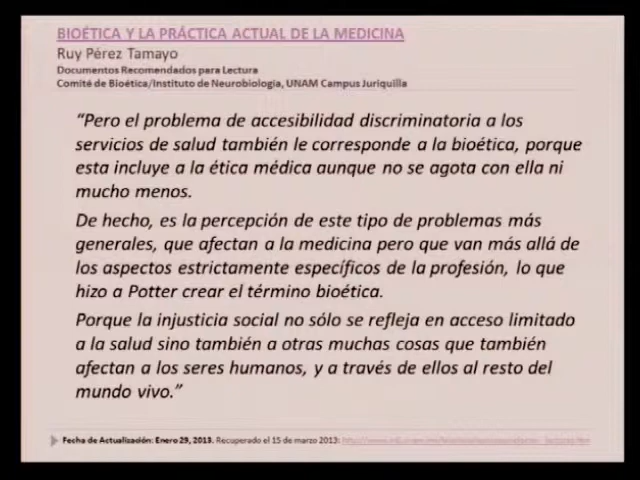 BIOÉTICA Y LA PRÁCTICA ACTUAL DE LA MEDICINA
Ruy Pérez Tamayo
Documentos Recomendados para Lectura
Comité de Bioética/Instituto de Neurobiología, UNAM Campus Juriquilla
“Pero el problema de accesibilidad discriminatoria a los
servicios de salud también le corresponde a la bioética, porque
esta incluye a la ética médica aunque no se agota con ella ni
mucho menos.
De hecho, es la percepción de este tipo de problemas más
generales, que afectan a la medicina pero que van más allá de
los aspectos estrictamente específicos de la profesión, lo que
hizo a Potter crear el término bioética.
Porque la injusticia social no sólo se refleja en acceso limitado
a la salud sino también a otras muchas cosas que también
afectan a los seres humanos, y a través de ellos al resto del
mundo vivo.”
Fecha de Actualización: Enero 29, 2013. Recuperado el 15 de marzo 2013: